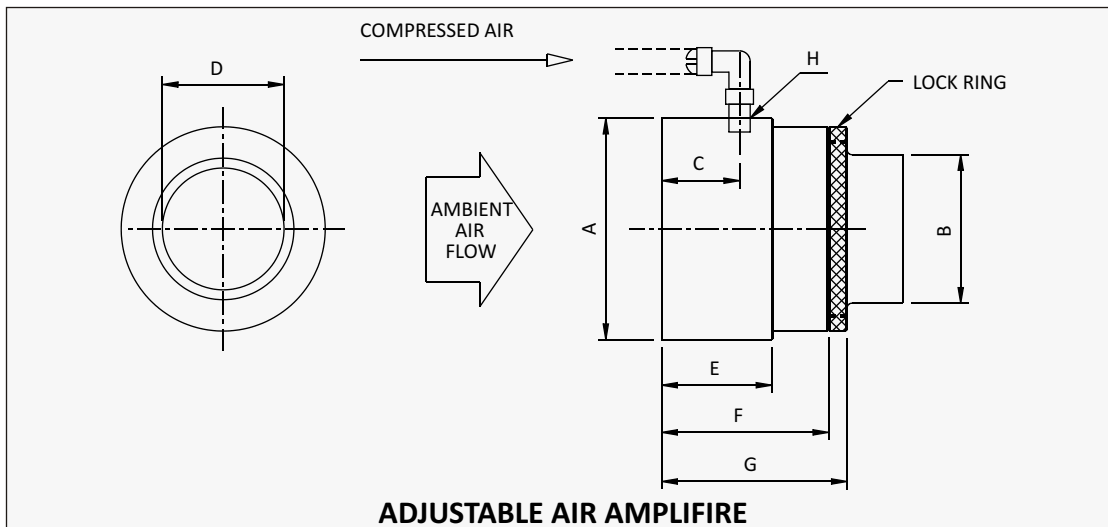 COMPRESSED AIR
H
D
LOCK RING
C
AMBIENT
AIR
FLOW
A
B
E
F
G
ADJUSTABLE AIR AMPLIFIRE